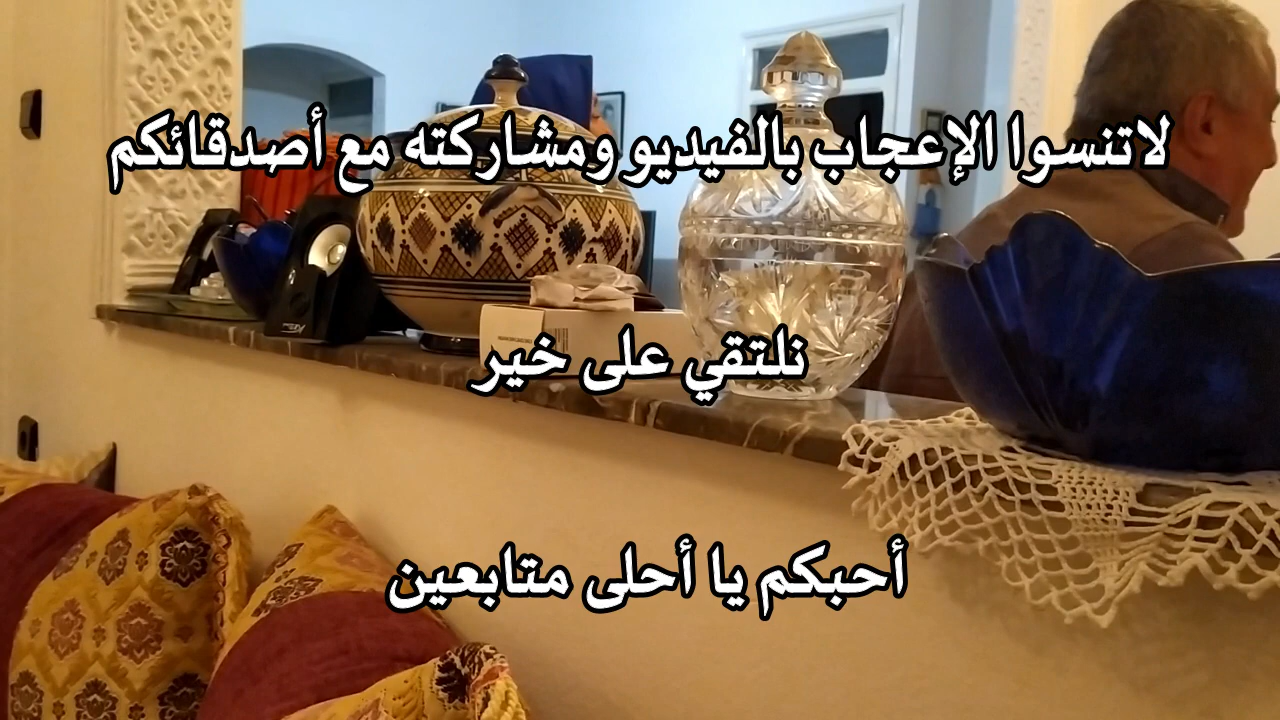 لاتنسوا الإعجاب بالفيديو ومشاركته مع أصدقائكم
نلتقي على خير
أحبكم يا أحلى متابعين